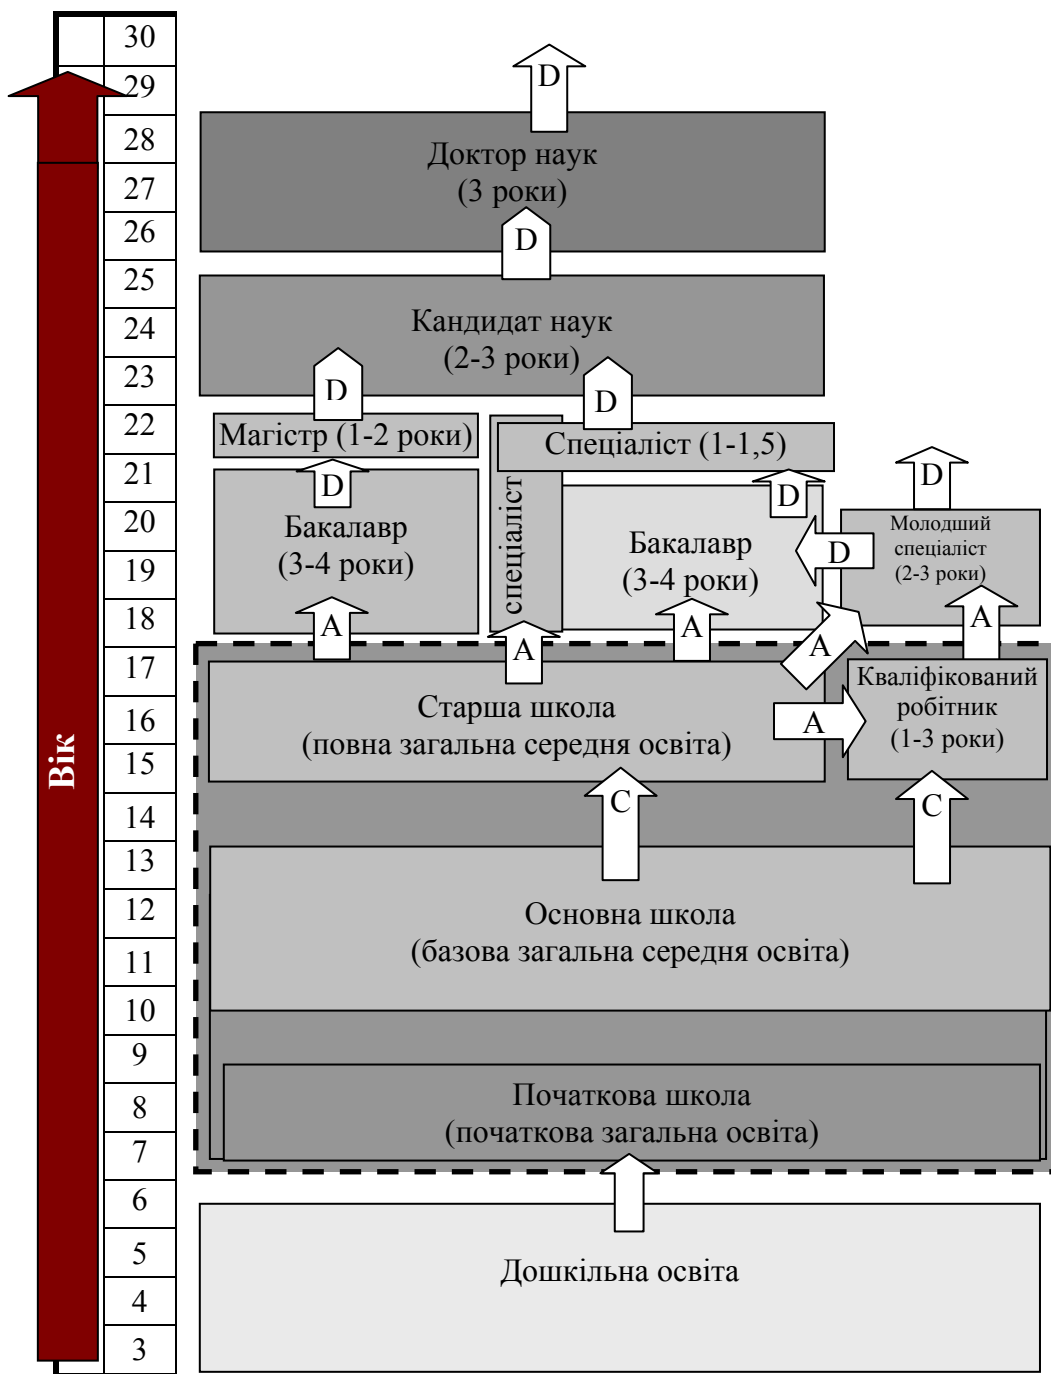 30
29
28
27
26
25
24
23
22
21
20
19
18
17
16
15
14
13
12
11
10
9
8
7
6
5
4
3
Вік
D
Доктор наук
(3 роки)
D
Кандидат наук
(2-3 роки)
D
D
Магістр (1-2 роки)
Спеціаліст (1-1,5)
D
D
D
Бакалавр
(3-4 роки)
спеціаліст
Бакалавр
(3-4 роки)
D
Молодший
спеціаліст
(2-3 роки)
A
A
A
A
A
Старша школа
(повна загальна середня освіта)
A
Кваліфікований
робітник
(1-3 роки)
C
C
Основна школа
(базова загальна середня освіта)
Початкова школа
(початкова загальна освіта)
Дошкільна освіта